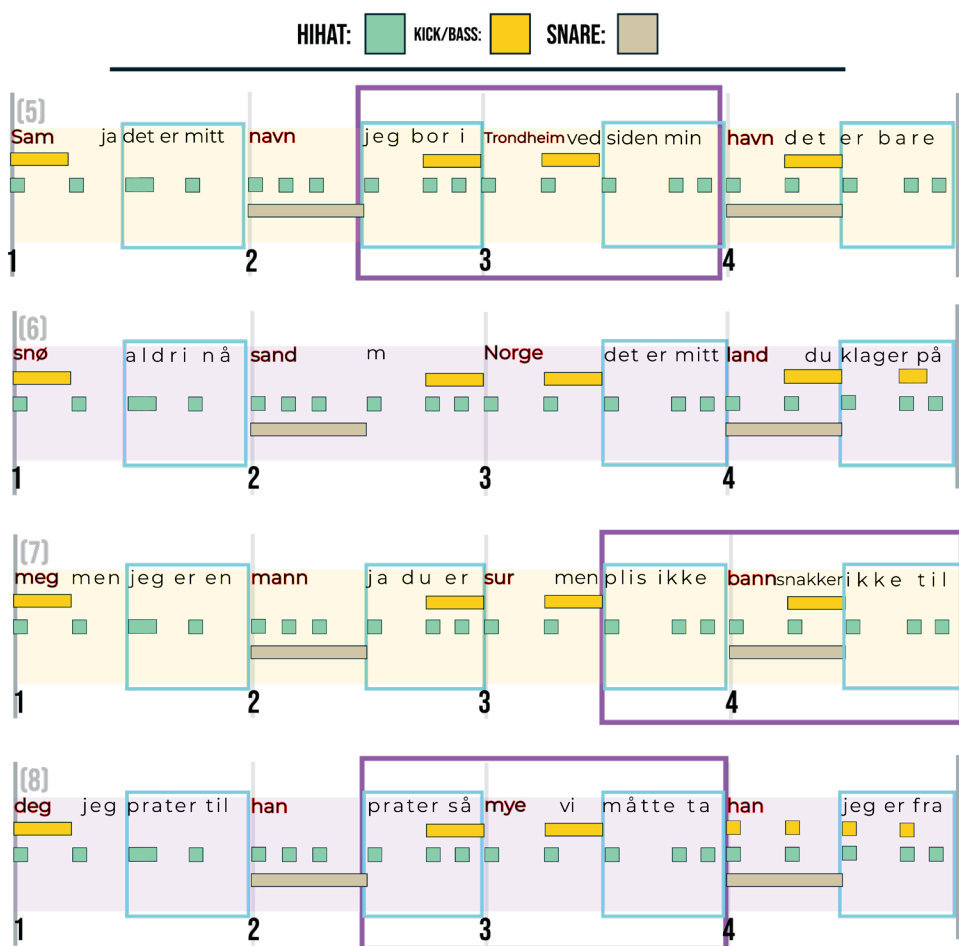 HIHAT: KICK/BASS: SNARE:
(5)
Sam ja det er mitt navn jeg bor i Trondheim ved siden min havn det er bare
1 2 3 4
(6)
snø aldri nå sand m Norge det er mitt land du klager på
1 2 3 4
(7)
meg men jeg er en mann ja du er sur men plis ikke bann snakker ikke til
1 2 3 4
(8)
deg jeg prater til han prater så mye vi måtte ta han jeg er fra
1 2 3 4